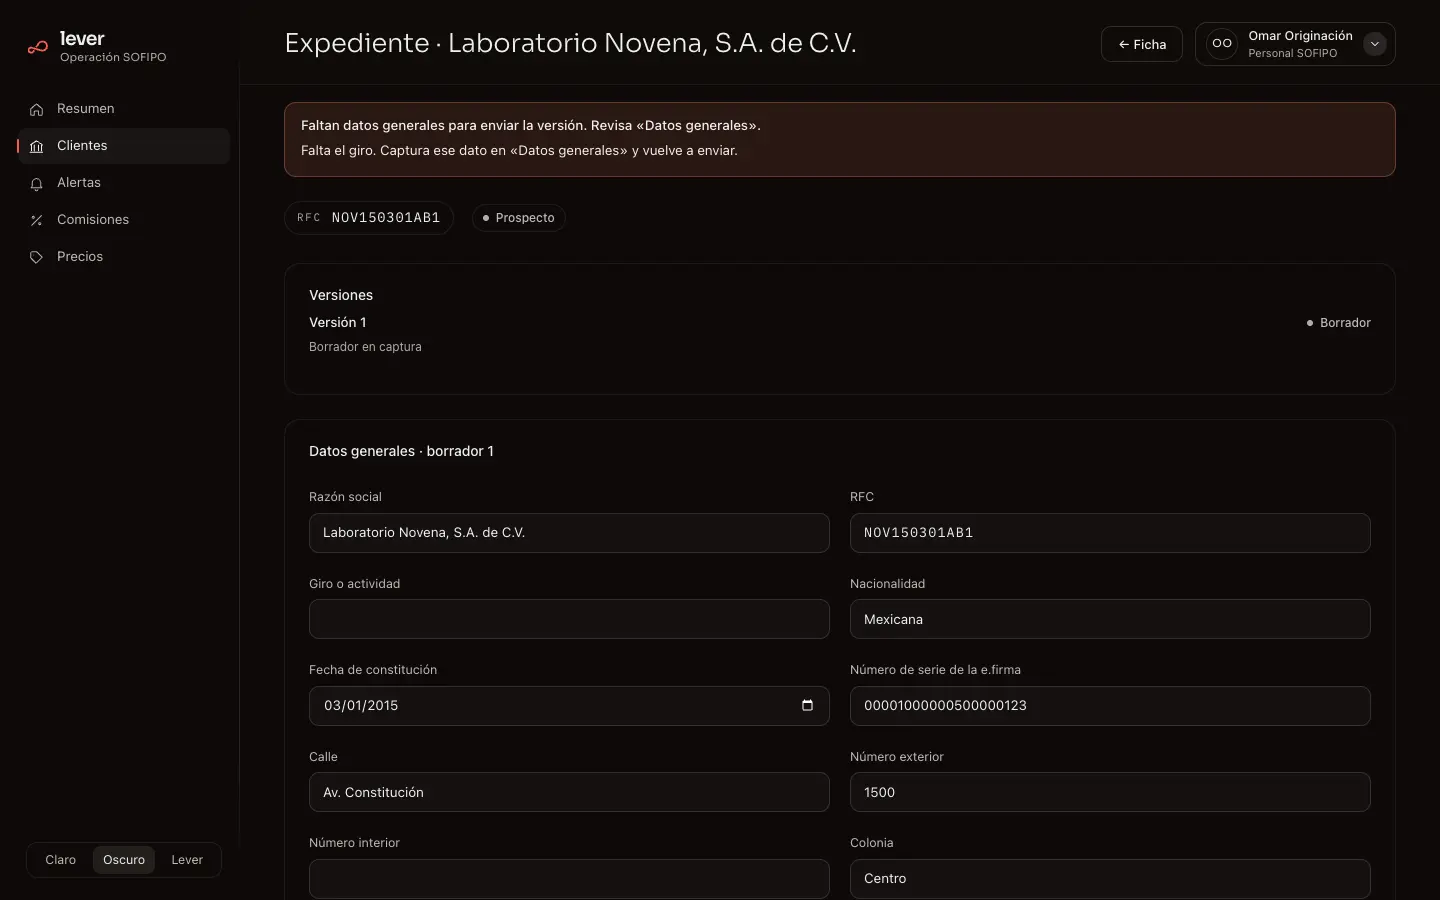 lever
Operación SOFIPO
Resumen
Clientes
Alertas
Comisiones
Precios
Claro
Oscuro
Lever
Expediente · Laboratorio Novena, S.A. de C.V.
← Ficha
OO
Omar Originación
Personal SOFIPO
Faltan datos generales para enviar la versión. Revisa «Datos generales».
Falta el giro. Captura ese dato en «Datos generales» y vuelve a enviar.
RFC NOV150301AB1
Prospecto
Versiones
Versión 1
Borrador
Borrador en captura
Datos generales · borrador 1
Razón social
Laboratorio Novena, S.A. de C.V.
RFC
NOV150301AB1
Giro o actividad
Nacionalidad
Mexicana
Fecha de constitución
03/01/2015
Número de serie de la e.firma
00001000000500000123
Calle
Av. Constitución
Número exterior
1500
Número interior
Colonia
Centro